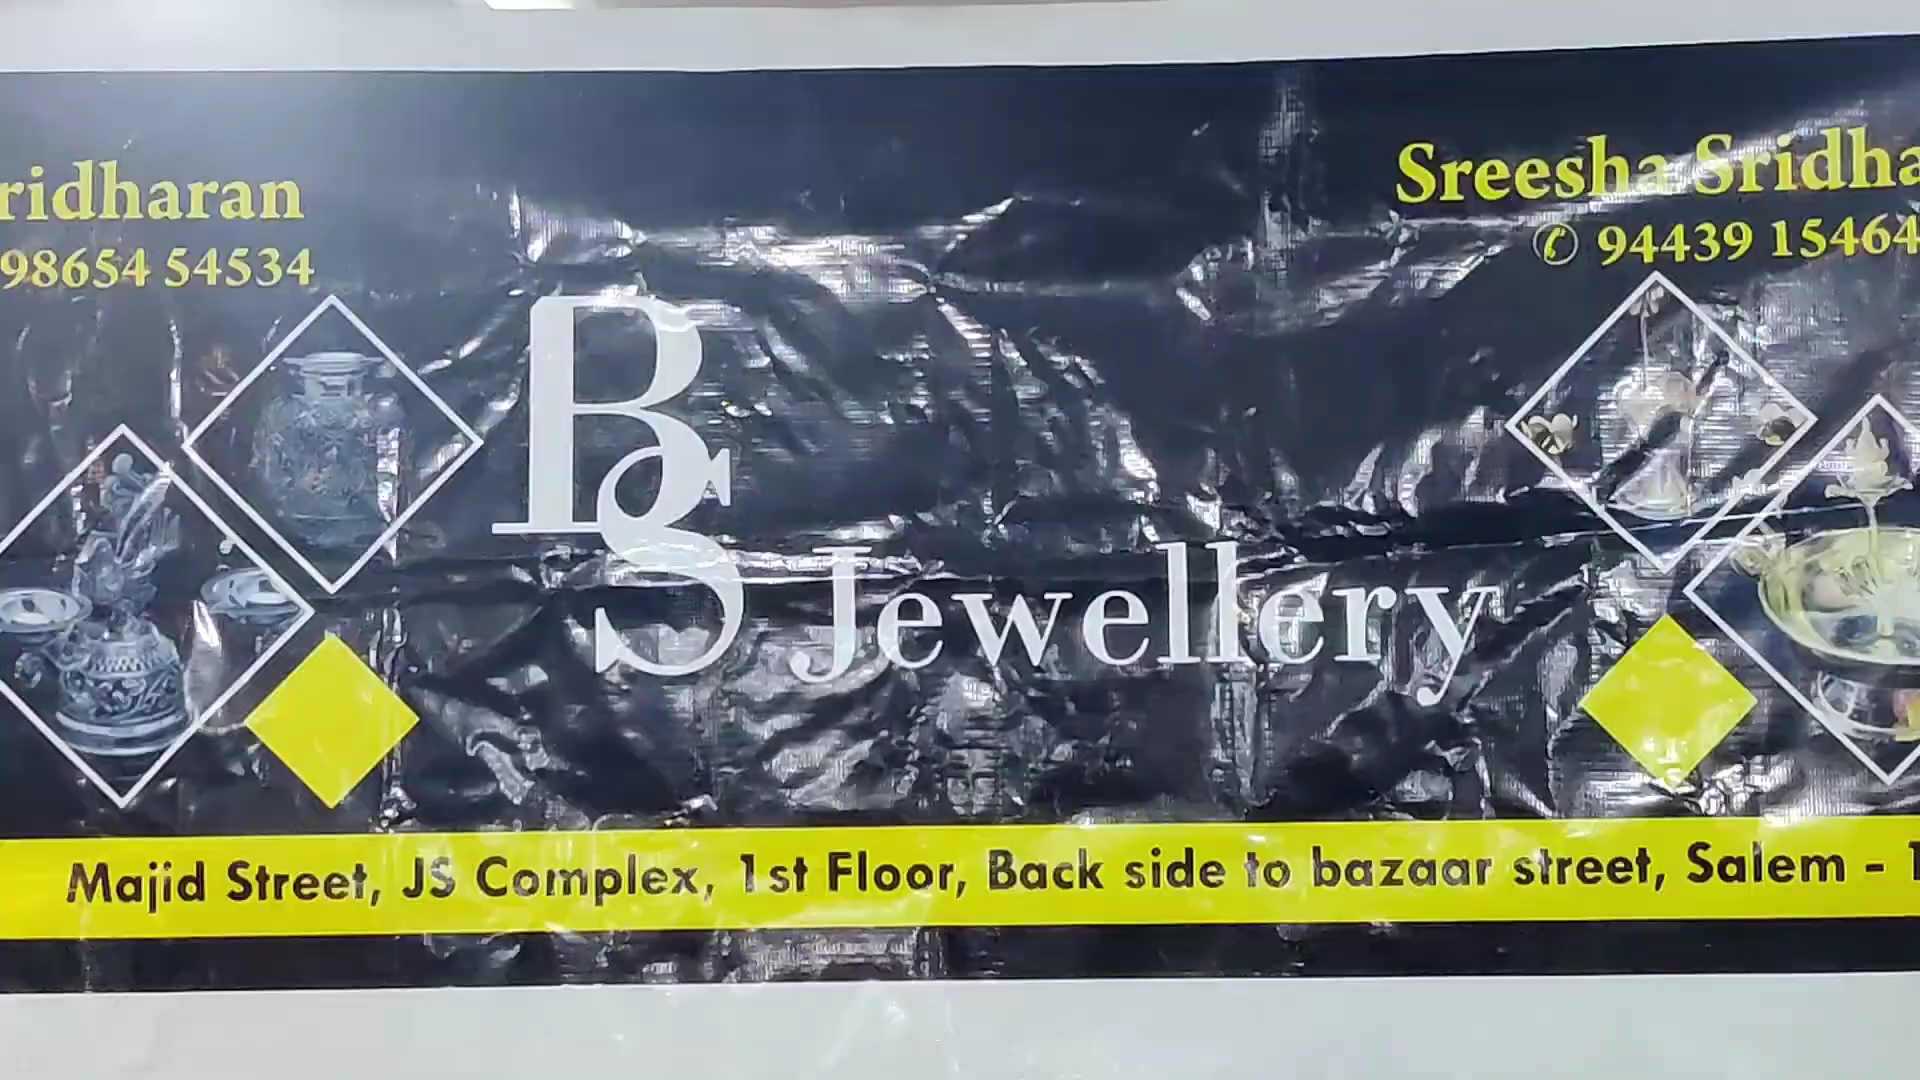 ridharan
98654 54534
Sreesha Sridha
✆ 94439 15464
BS Jewellery
Majid Street, JS Complex, 1st Floor, Back side to bazaar street, Salem - 1